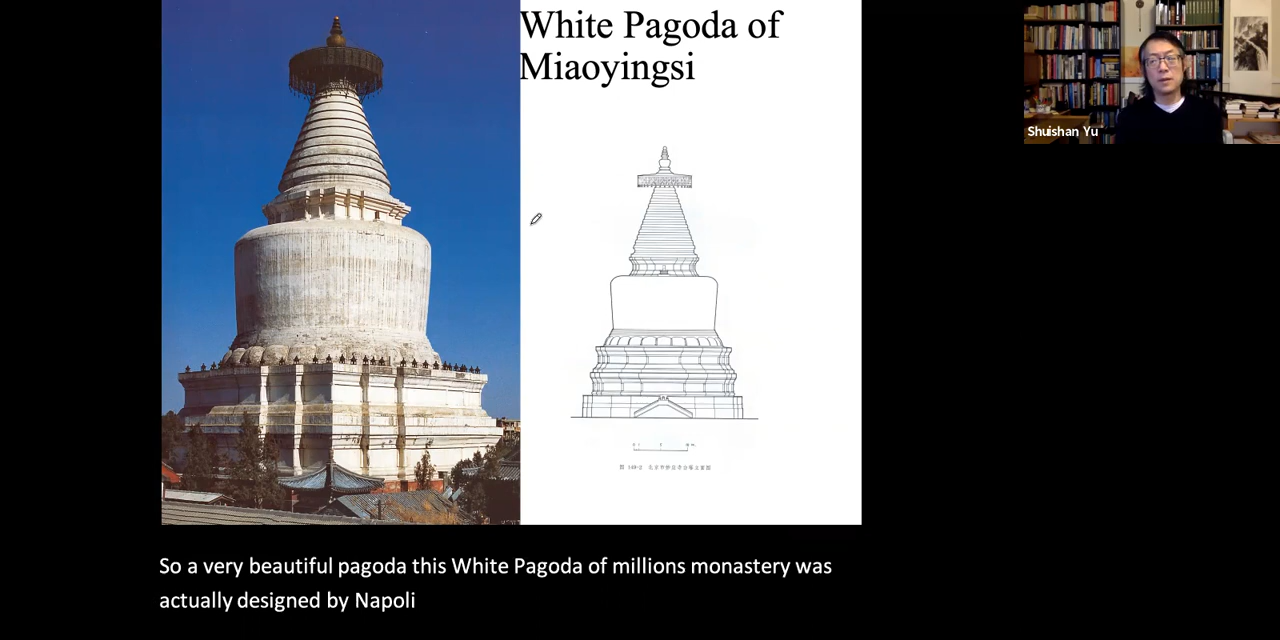 White Pagoda of
Miaoyingsi
Shuishan Yu
So a very beautiful pagoda this White Pagoda of millions monastery was
actually designed by Napoli